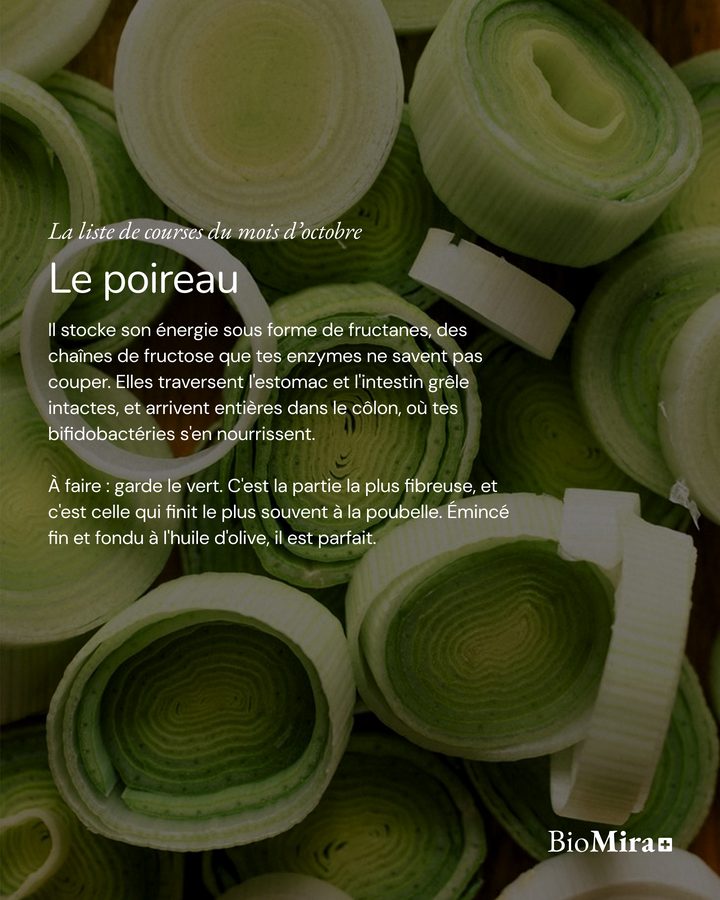 La liste de courses du mois d’octobre
Le poireau
Il stocke son énergie sous forme de fructanes, des
chaînes de fructose que tes enzymes ne savent pas
couper. Elles traversent l'estomac et l'intestin grêle
intactes, et arrivent entières dans le côlon, où tes
bifidobactéries s'en nourrissent.
À faire : garde le vert. C'est la partie la plus fibreuse, et
c'est celle qui finit le plus souvent à la poubelle. Émincé
fin et fondu à l'huile d'olive, il est parfait.
BioMira